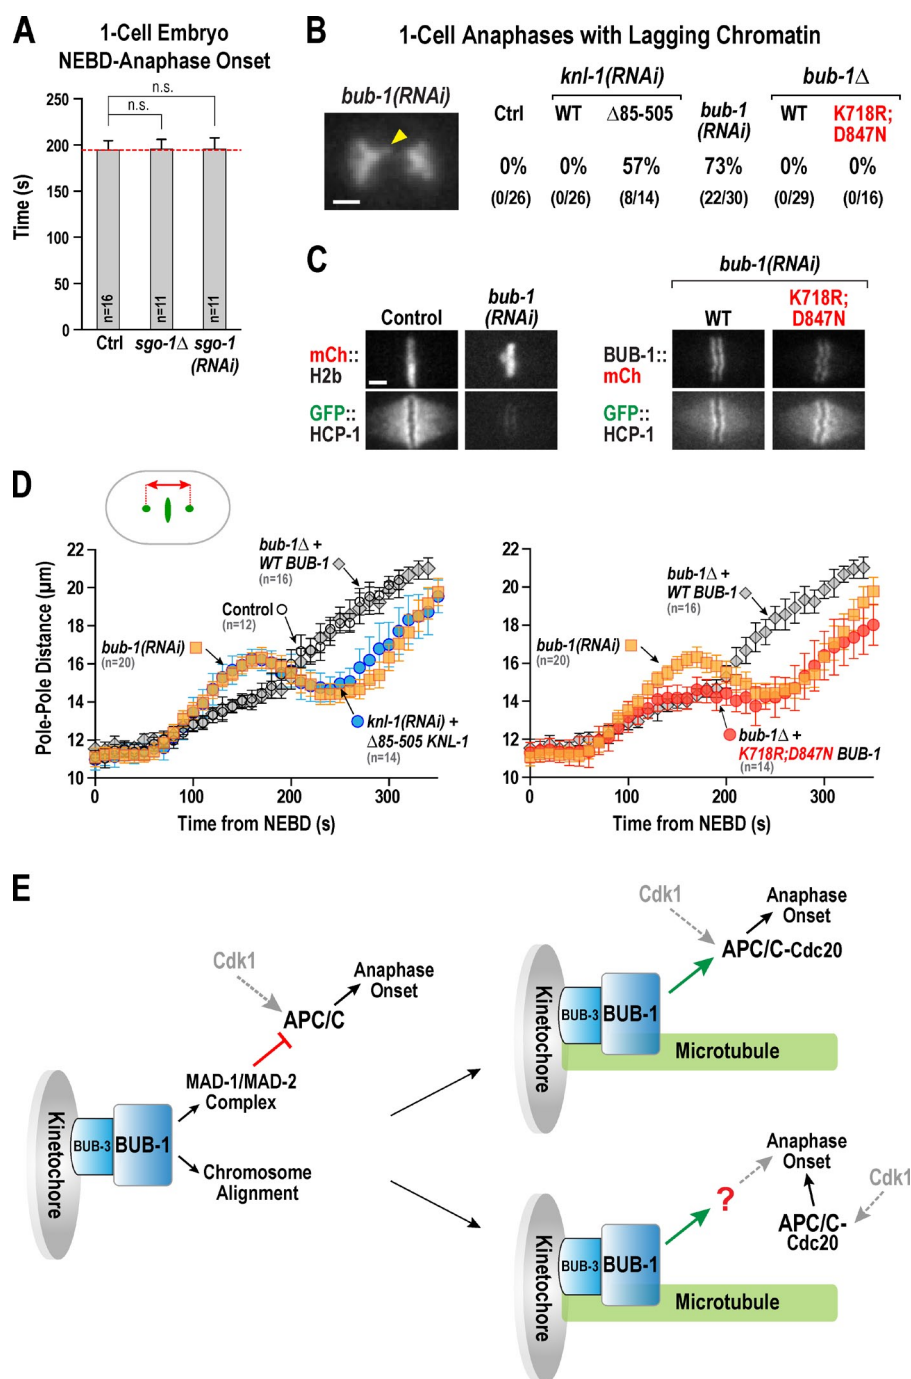 A
1-Cell Embryo
NEBD-Anaphase Onset
n.s.
n.s.
Time (s)
250
200
150
100
50
0
n=16
n=11
n=11
Ctrl
sgo-1Δ
sgo-1
(RNAi)
B
1-Cell Anaphases with Lagging Chromatin
bub-1(RNAi)
knl-1(RNAi)
bub-1Δ
Ctrl
WT
Δ85-505
bub-1
(RNAi)
WT
K718R;
D847N
0%
0%
57%
73%
0%
0%
(0/26)
(0/26)
(8/14)
(22/30)
(0/29)
(0/16)
C
Control
bub-1
(RNAi)
mCh::
H2b
GFP::
HCP-1
bub-1(RNAi)
WT
K718R;
D847N
BUB-1::
mCh
GFP::
HCP-1
D
Pole-Pole Distance (µm)
22
20
18
16
14
12
10
0
100
200
300
Time from NEBD (s)
bub-1Δ +
WT BUB-1
(n=16)
Control
(n=12)
bub-1(RNAi)
(n=20)
knl-1(RNAi) +
Δ85-505 KNL-1
(n=14)
22
20
18
16
14
12
10
0
100
200
300
Time from NEBD (s)
bub-1Δ +
WT BUB-1
(n=16)
bub-1(RNAi)
(n=20)
bub-1Δ +
K718R;D847N BUB-1
(n=14)
E
Cdk1
Anaphase
Onset
APC/C
MAD-1/MAD-2
Complex
Kinetochore
BUB-3
BUB-1
Chromosome
Alignment
Cdk1
Anaphase
Onset
APC/C-Cdc20
Kinetochore
BUB-3
BUB-1
Microtubule
Anaphase
Onset
Cdk1
?
APC/C-
Cdc20
Kinetochore
BUB-3
BUB-1
Microtubule